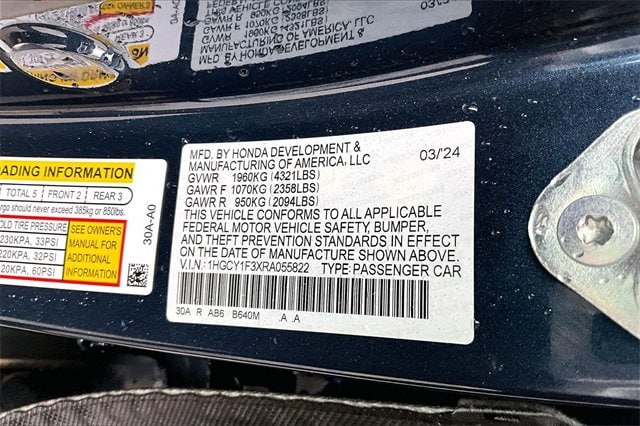 MFD. BY HONDA DEVELOPMENT &
MANUFACTURING OF AMERICA, LLC 03/24
GVWR 1960KG (4321LBS)
GAWR F 1070KG (2358LBS)
GAWR R 950KG (2094LBS)
THIS VEHICLE CONFORMS TO ALL APPLICABLE
FEDERAL MOTOR VEHICLE SAFETY, BUMPER,
AND THEFT PREVENTION STANDARDS IN EFFECT
ON THE DATE OF MANUFACTURE SHOWN ABOVE.
V.I.N.: 1HGCY1F3XRA055822 TYPE: PASSENGER CAR
30A R AB6 B640M A A
OADING INFORMATION
TOTAL 5 FRONT 2 REAR 3
rgo should never exceed 385kg or 850lbs.
OLD TIRE PRESSURE
230KPA, 33PSI
220KPA, 32PSI
20KPA, 60PSI
SEE OWNER'S
MANUAL FOR
ADDITIONAL
INFORMATION
30A-A0